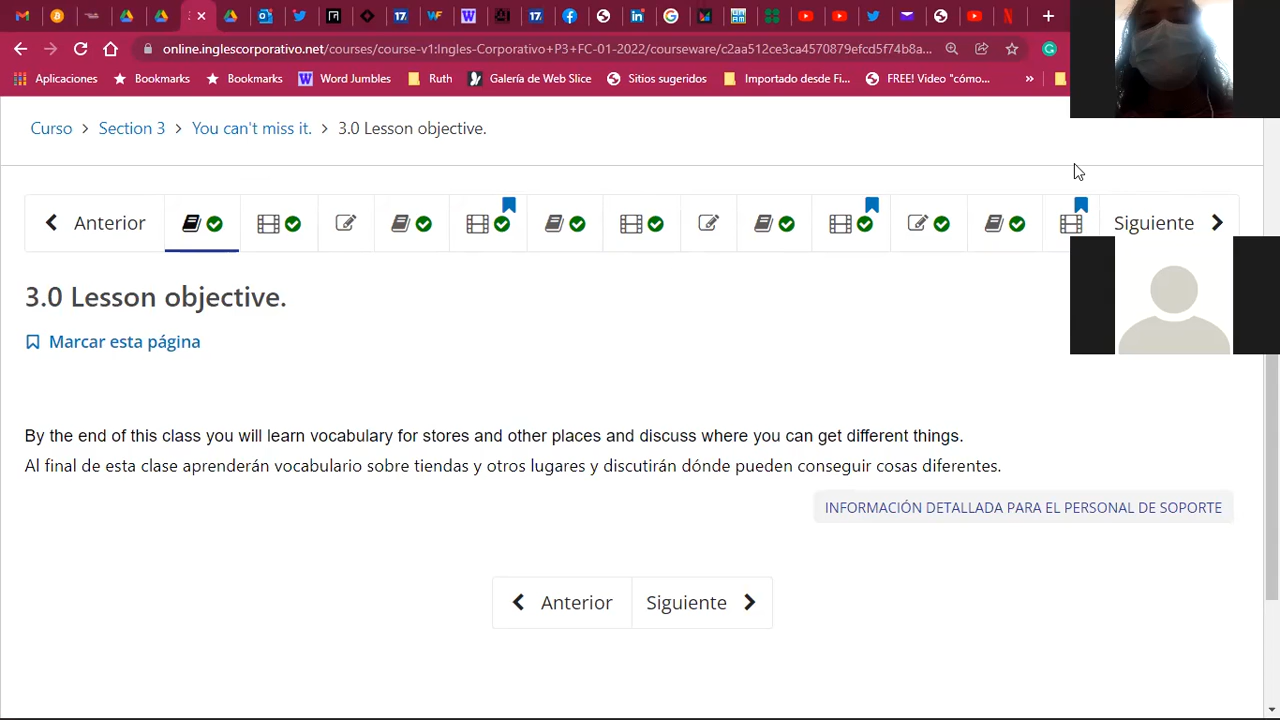 online.inglescorporativo.net/courses/course-v1:Ingles-Corporativo+P3+FC-01-2022/courseware/c2aa512ce3ca4570879efcd5f74b8a...
Aplicaciones Bookmarks Bookmarks Word Jumbles Ruth Galería de Web Slice Sitios sugeridos Importado desde Fi... FREE! Video "cómo... »
Curso > Section 3 > You can't miss it. > 3.0 Lesson objective.
Anterior Siguiente
3.0 Lesson objective.
Marcar esta página
By the end of this class you will learn vocabulary for stores and other places and discuss where you can get different things.
Al final de esta clase aprenderán vocabulario sobre tiendas y otros lugares y discutirán dónde pueden conseguir cosas diferentes.
INFORMACIÓN DETALLADA PARA EL PERSONAL DE SOPORTE
Anterior Siguiente